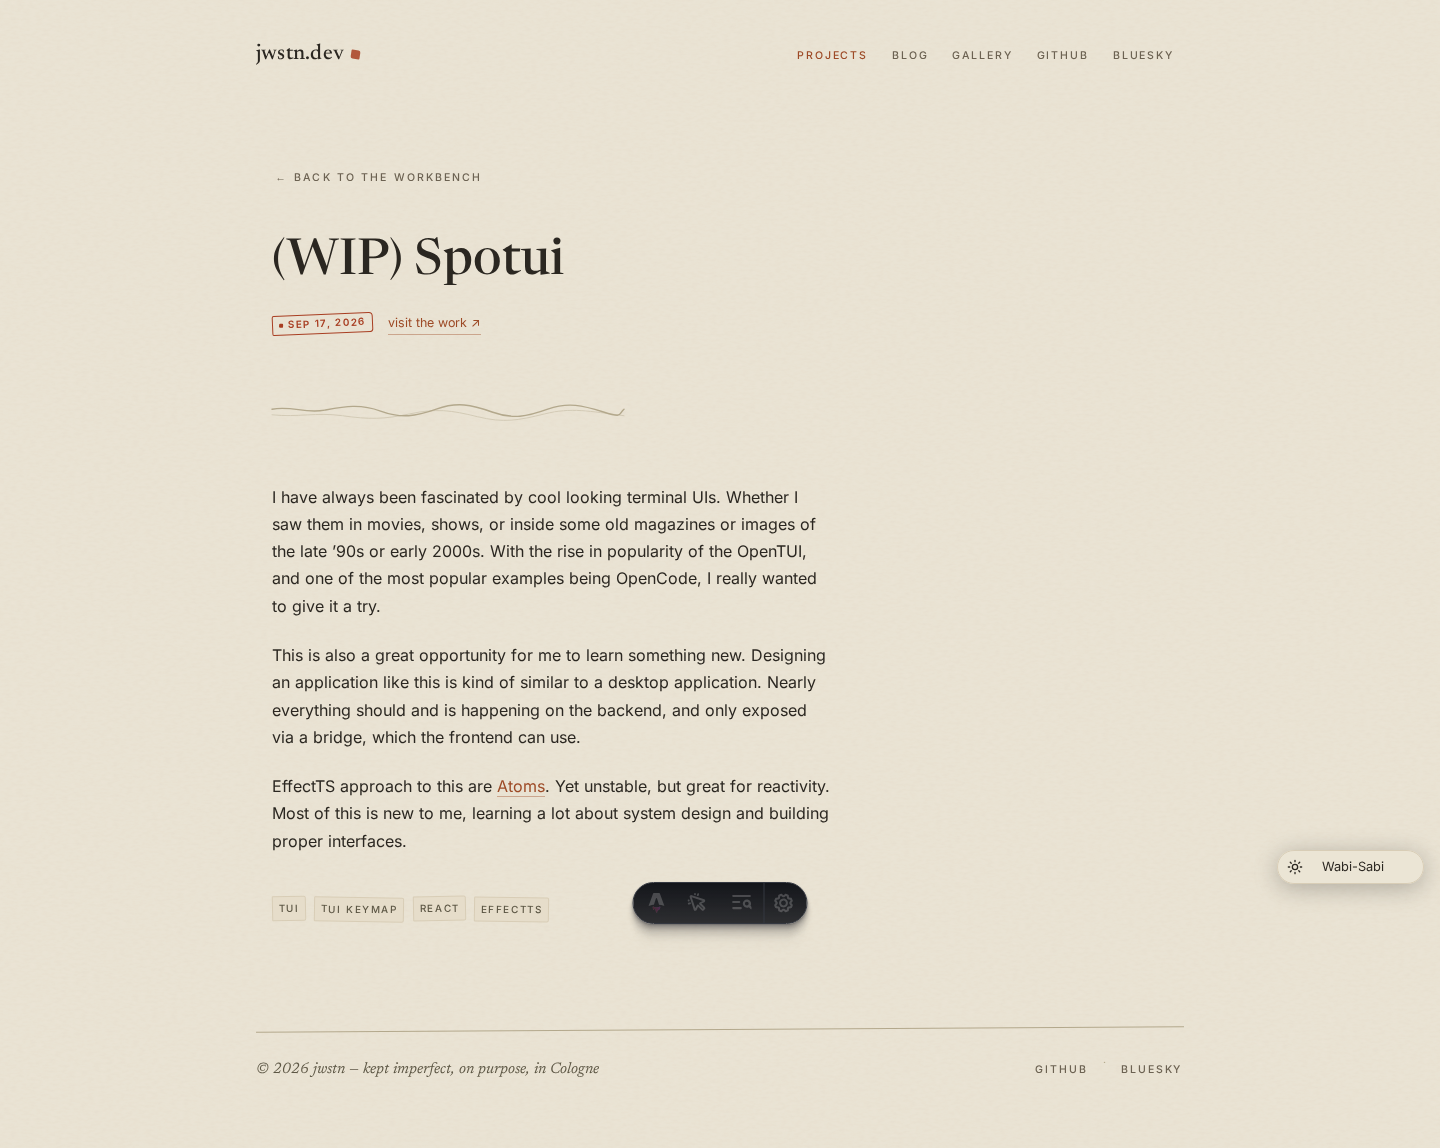 jwstn.dev
PROJECTS BLOG GALLERY GITHUB BLUESKY
← BACK TO THE WORKBENCH
(WIP) Spotui
SEP 17, 2026 visit the work ↗
I have always been fascinated by cool looking terminal UIs. Whether I
saw them in movies, shows, or inside some old magazines or images of
the late ’90s or early 2000s. With the rise in popularity of the OpenTUI,
and one of the most popular examples being OpenCode, I really wanted
to give it a try.
This is also a great opportunity for me to learn something new. Designing
an application like this is kind of similar to a desktop application. Nearly
everything should and is happening on the backend, and only exposed
via a bridge, which the frontend can use.
EffectTS approach to this are Atoms. Yet unstable, but great for reactivity.
Most of this is new to me, learning a lot about system design and building
proper interfaces.
Wabi-Sabi
TUI TUI KEYMAP REACT EFFECTTS
© 2026 jwstn — kept imperfect, on purpose, in Cologne
GITHUB · BLUESKY